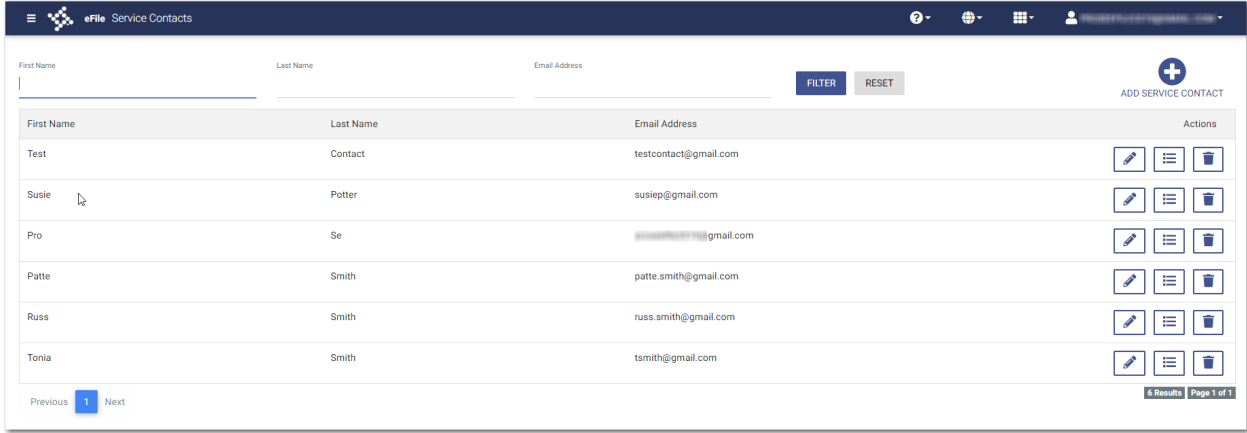 eFile Service Contacts
First Name Last Name Email Address
FILTER RESET
ADD SERVICE CONTACT
First Name Last Name Email Address Actions
Test Contact testcontact@gmail.com
Susie Potter susiep@gmail.com
Pro Se @gmail.com
Patte Smith patte.smith@gmail.com
Russ Smith russ.smith@gmail.com
Tonia Smith tsmith@gmail.com
Previous 1 Next
6 Results Page 1 of 1